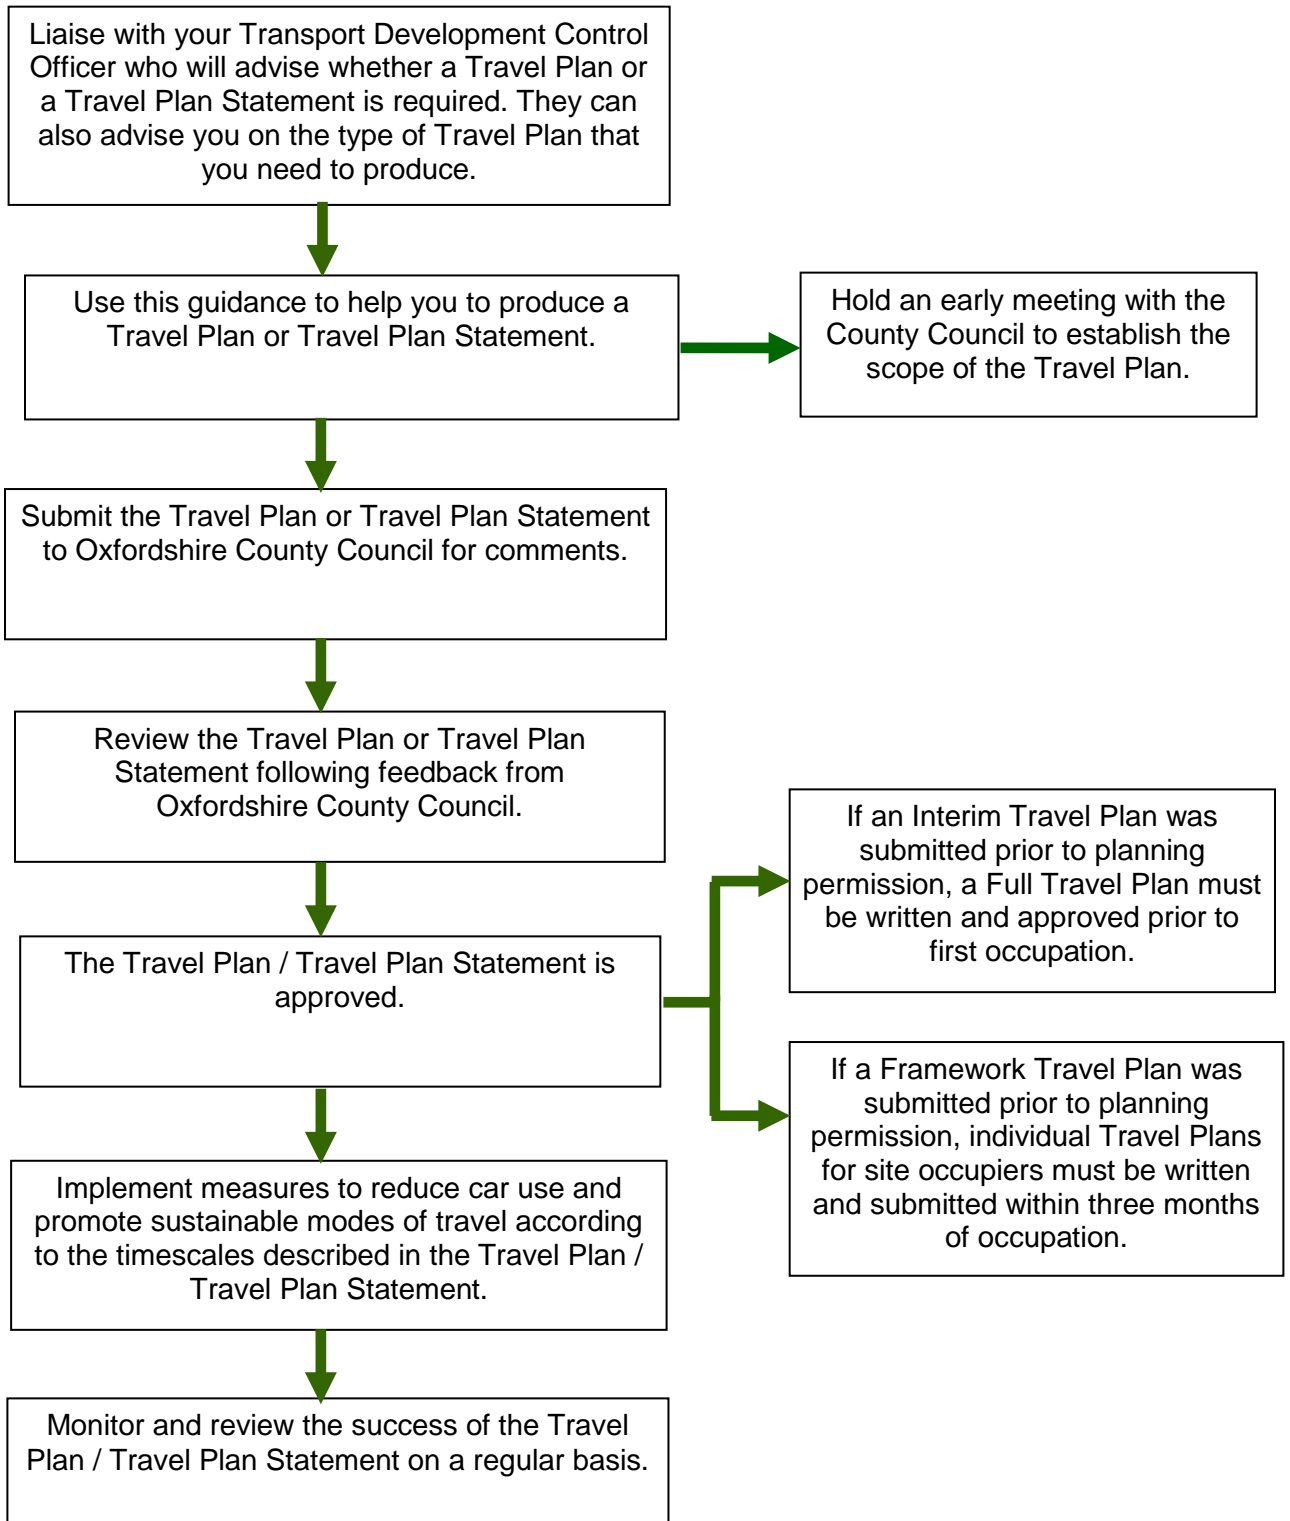 Liaise with your Transport Development Control
Officer who will advise whether a Travel Plan or
a Travel Plan Statement is required. They can
also advise you on the type of Travel Plan that
you need to produce.
Use this guidance to help you to produce a
Travel Plan or Travel Plan Statement.
Hold an early meeting with the
County Council to establish the
scope of the Travel Plan.
Submit the Travel Plan or Travel Plan Statement
to Oxfordshire County Council for comments.
Review the Travel Plan or Travel Plan
Statement following feedback from
Oxfordshire County Council.
The Travel Plan / Travel Plan Statement is
approved.
If an Interim Travel Plan was
submitted prior to planning
permission, a Full Travel Plan must
be written and approved prior to
first occupation.
If a Framework Travel Plan was
submitted prior to planning
permission, individual Travel Plans
for site occupiers must be written
and submitted within three months
of occupation.
Implement measures to reduce car use and
promote sustainable modes of travel according
to the timescales described in the Travel Plan /
Travel Plan Statement.
Monitor and review the success of the Travel
Plan / Travel Plan Statement on a regular basis.